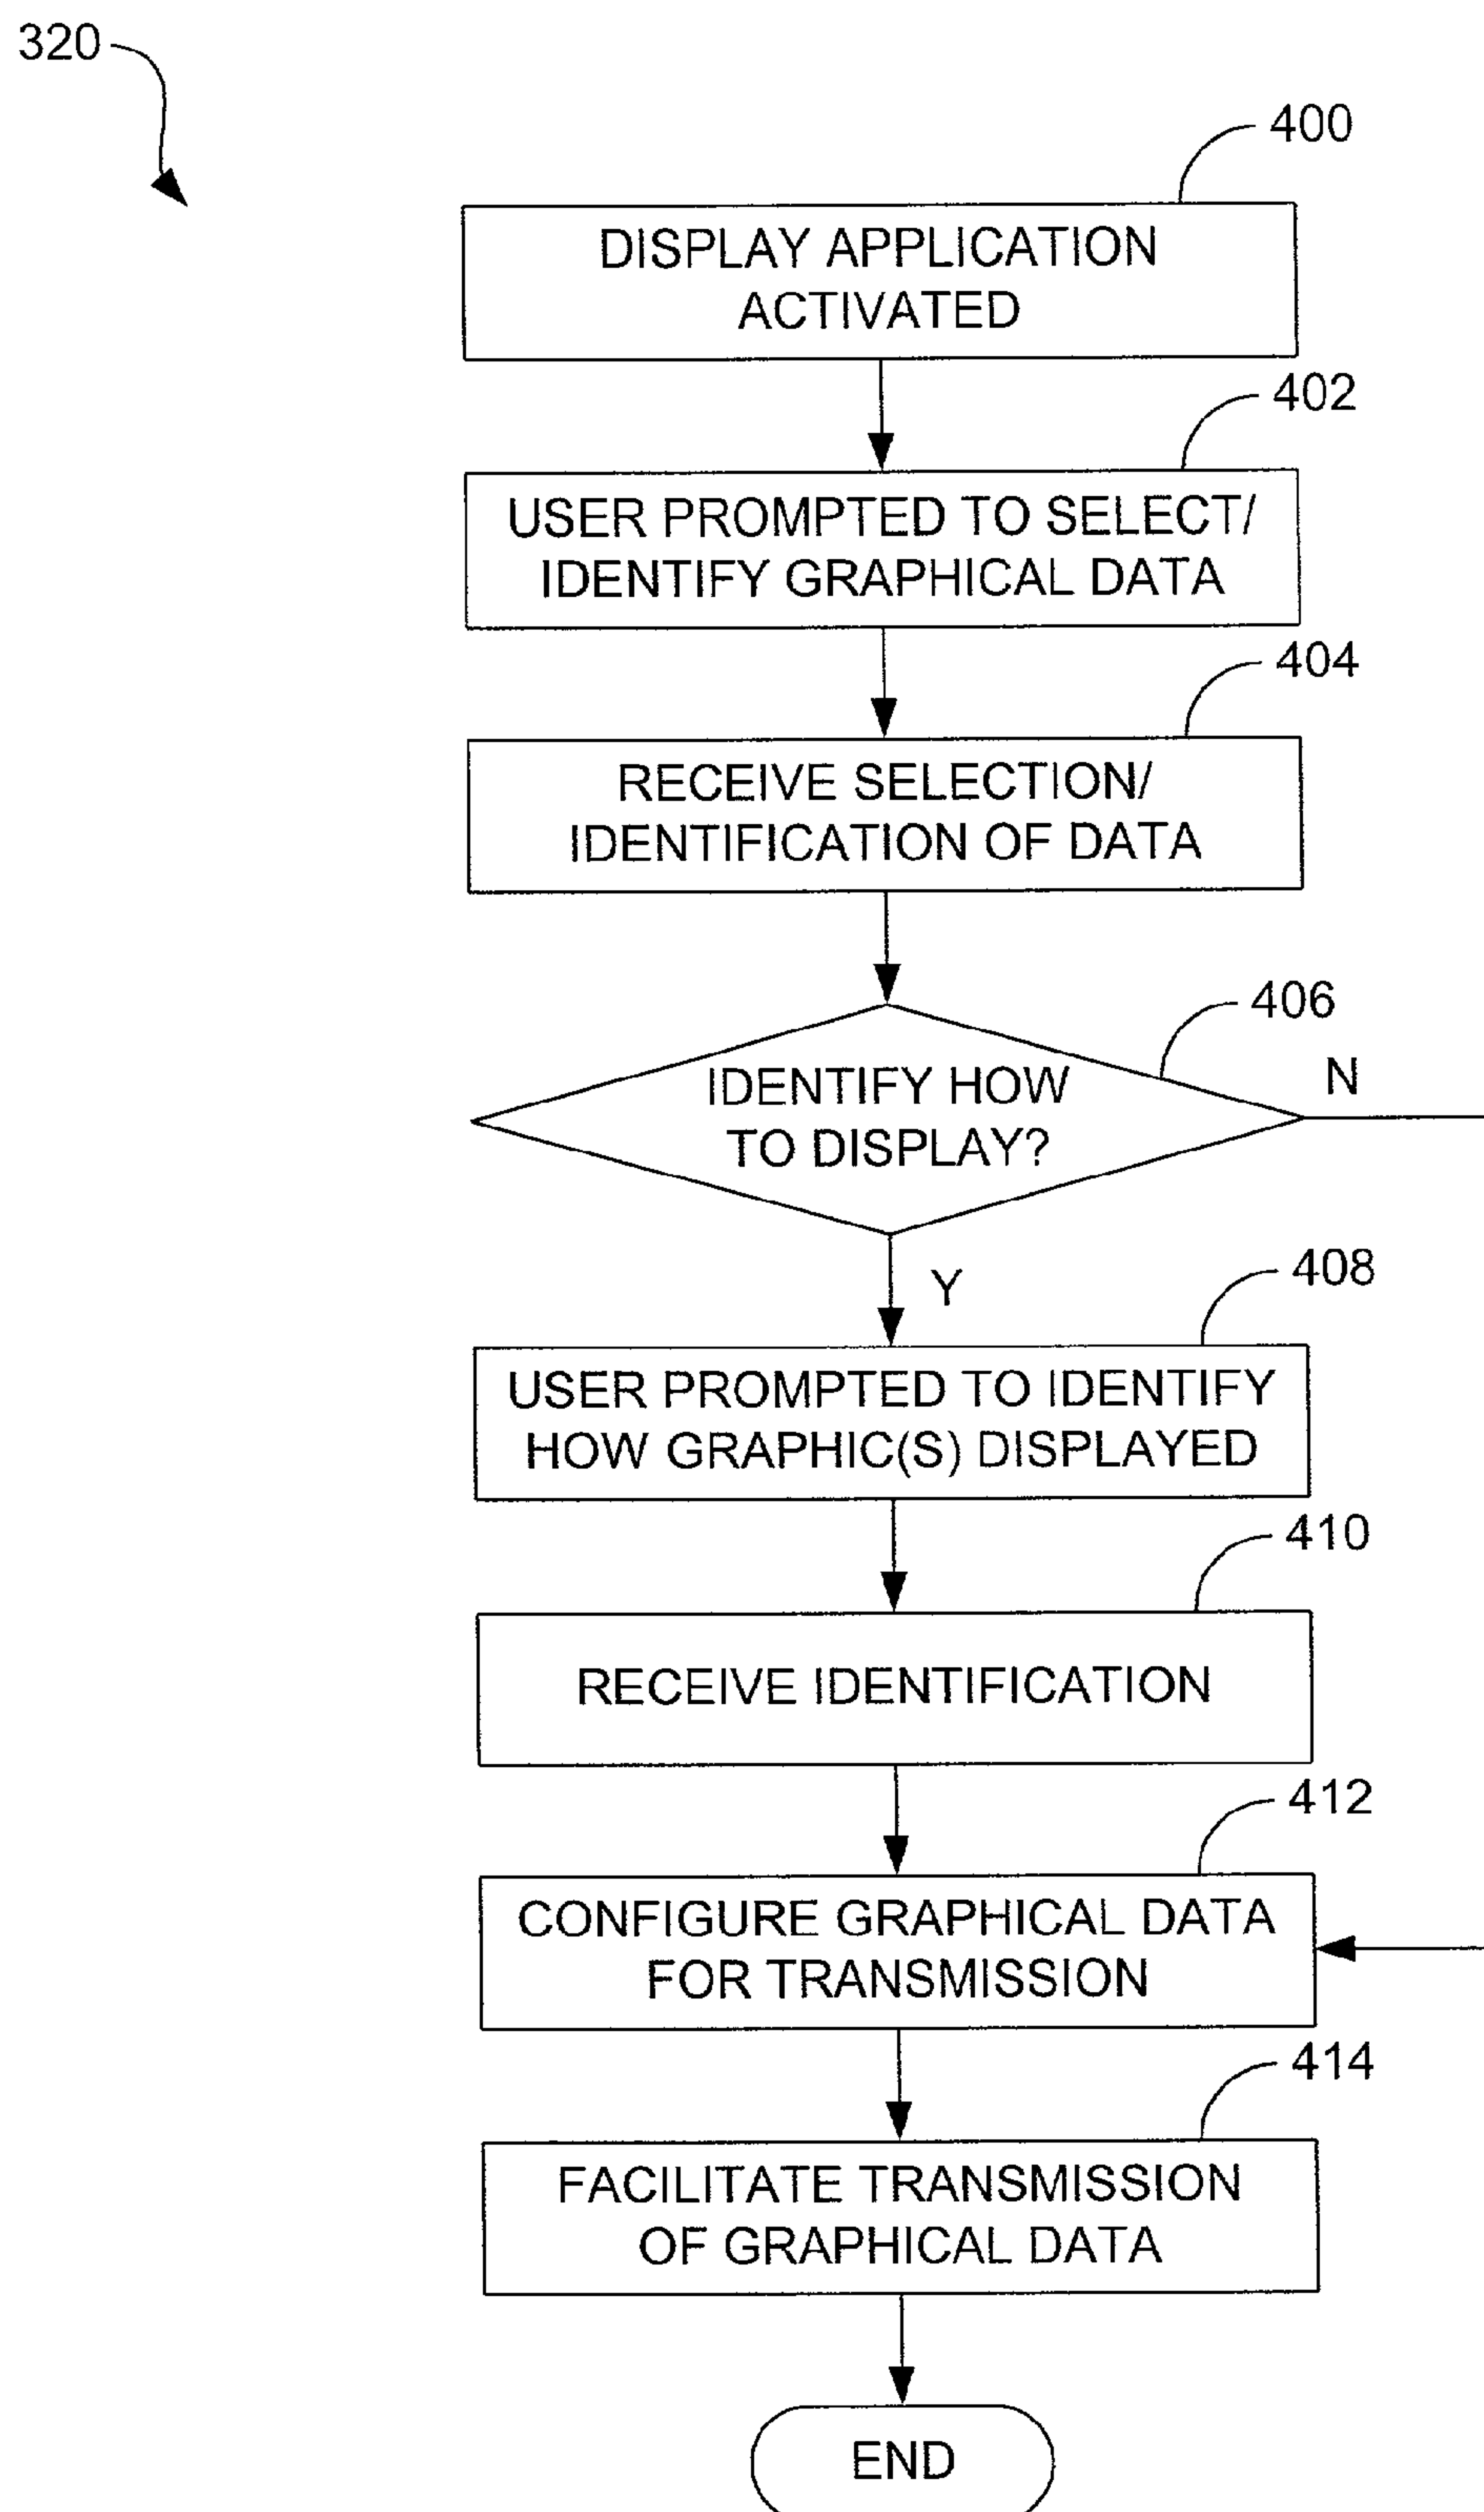 320
400
DISPLAY APPLICATION
ACTIVATED
402
USER PROMPTED TO SELECT/
IDENTIFY GRAPHICAL DATA
404
RECEIVE SELECTION/
IDENTIFICATION OF DATA
406
IDENTIFY HOW
TO DISPLAY?
N
Y
408
USER PROMPTED TO IDENTIFY
HOW GRAPHIC(S) DISPLAYED
410
RECEIVE IDENTIFICATION
412
CONFIGURE GRAPHICAL DATA
FOR TRANSMISSION
414
FACILITATE TRANSMISSION
OF GRAPHICAL DATA
END